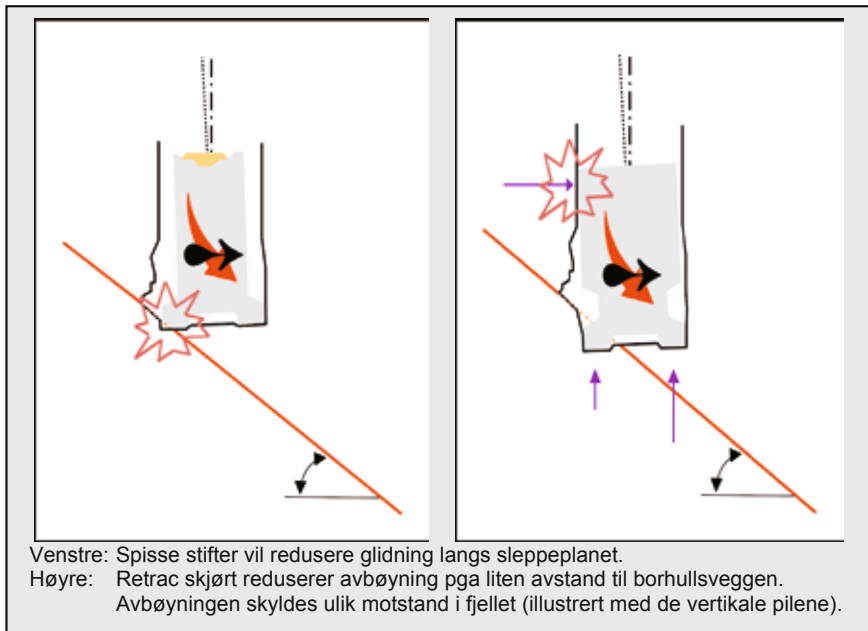 Venstre: Spisse stifter vil redusere glidning langs sleppeplanet.
Høyre: Retrac skjørt reduserer avbøyning pga liten avstand til borhullsveggen.
Avbøyningen skyldes ulik motstand i fjellet (illustrert med de vertikale pilene).